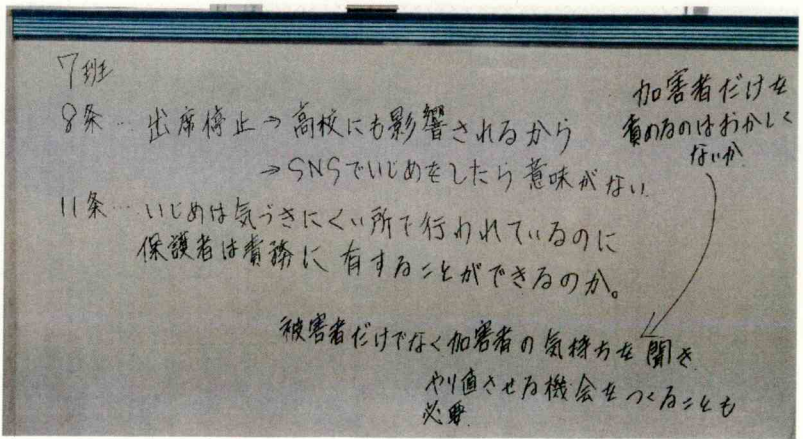 7班
8条… 出席停止→高校にも影響されるから
→SNSでいじめをしたら意味がない
11条… いじめは気づきにくい所で行われているのに
保護者は責務に有することができるのか。
加害者だけを
責めるのはおかしく
ないか
被害者だけでなく加害者の気持ちを聞き
やり直させる機会をつくることも
必要